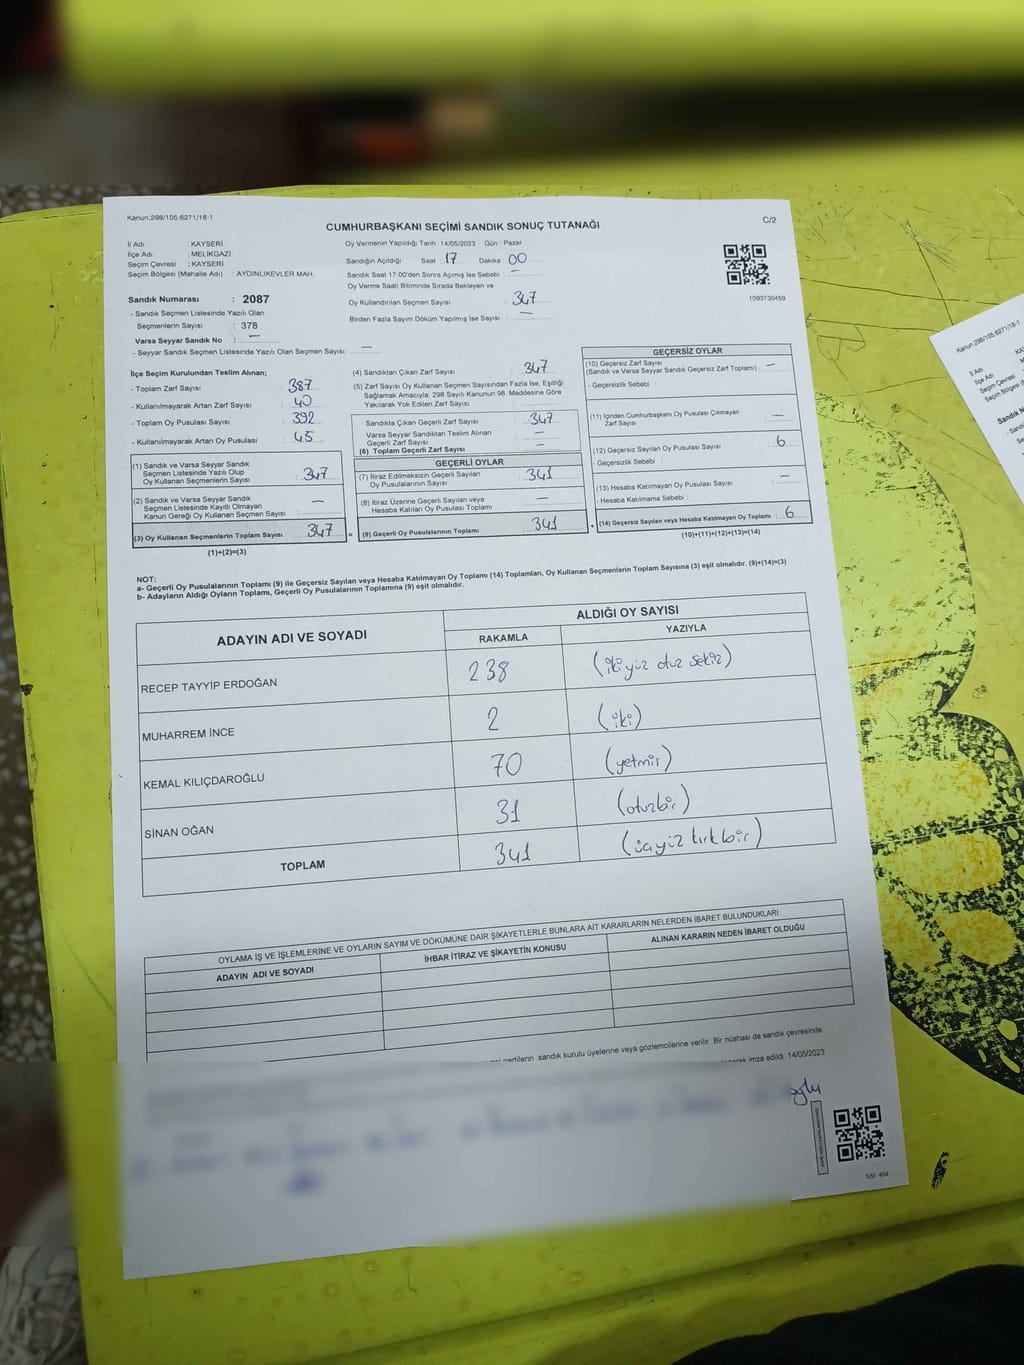 Kanun;298/105;6271/18-1
CUMHURBAŞKANI SEÇİMİ SANDIK SONUÇ TUTANAĞI
C/2
İl Adı : KAYSERİ
İlçe Adı : MELİKGAZİ
Seçim Çevresi : KAYSERİ
Seçim Bölgesi (Mahalle Adı) : AYDINLIKEVLER MAH.
Sandık Numarası : 2087
- Sandık Seçmen Listesinde Yazılı Olan
Seçmenlerin Sayısı : 378
Varsa Seyyar Sandık No : —
- Seyyar Sandık Seçmen Listesinde Yazılı Olan Seçmen Sayısı: —
Oy Vermenin Yapıldığı Tarih : 14/05/2023 Gün : Pazar
Sandığın Açıldığı Saat : 17 Dakika : 00
Sandık Saat 17:00'den Sonra Açımış İse Sebebi : —
Oy Verme Saati Bitiminde Sırada Bekleyen ve
Oy Kullandırılan Seçmen Sayısı : 347
Birden Fazla Sayım Döküm Yapılmış İse Sayısı : —
1093730459
İlçe Seçim Kurulundan Teslim Alınan;
- Toplam Zarf Sayısı : 387
- Kullanılmayarak Artan Zarf Sayısı : 40
- Toplam Oy Pusulası Sayısı : 392
- Kullanılmayarak Artan Oy Pusulası : 45
(1) Sandık ve Varsa Seyyar Sandık
Seçmen Listesinde Yazılı Olup
Oy Kullanan Seçmenlerin Sayısı : 347
(2) Sandık ve Varsa Seyyar Sandık
Seçmen Listesinde Kayıtlı Olmayan
Kanun Gereği Oy Kullanan Seçmen Sayısı : —
(3) Oy Kullanan Seçmenlerin Toplam Sayısı : 347
(1)+(2)=(3)
(4) Sandıktan Çıkan Zarf Sayısı : 347
(5) Zarf Sayısı Oy Kullanan Seçmen Sayısından Fazla İse, Eşitliği
Sağlamak Amacıyla; 298 Sayılı Kanunun 98. Maddesine Göre
Yakılarak Yok Edilen Zarf Sayısı :
Sandıkta Çıkan Geçerli Zarf Sayısı : 347
Varsa Seyyar Sandıktan Teslim Alınan
Geçerli Zarf Sayısı : —
(6) Toplam Geçerli Zarf Sayısı : —
GEÇERLİ OYLAR
(7) İtiraz Edilmeksizin Geçerli Sayılan
Oy Pusulasının Sayısı : 341
(8) İtiraz Üzerine Geçerli Sayılan veya
Hesaba Katılan Oy Pusulası Toplamı : —
= (9) Geçerli Oy Pusulalarının Toplamı : 341
GEÇERSİZ OYLAR
(10) Geçersiz Zarf Sayısı
(Sandık ve Varsa Seyyar Sandık Geçersiz Zarf Toplamı) : —
- Geçersizlik Sebebi :
(11) İçinden Cumhurbaşkanı Oy Pusulası Çıkmayan
Zarf Sayısı : —
(12) Geçersiz Sayılan Oy Pusulası Sayısı : 6
- Geçersizlik Sebebi :
(13) Hesaba Katılmayan Oy Pusulası Sayısı : —
- Hesaba Katılmama Sebebi :
+ (14) Geçersiz Sayılan veya Hesaba Katılmayan Oy Toplamı : 6
(10)+(11)+(12)+(13)=(14)
NOT:
a- Geçerli Oy Pusulalarının Toplamı (9) ile Geçersiz Sayılan veya Hesaba Katılmayan Oy Toplamı (14) Toplamları, Oy Kullanan Seçmenlerin Toplam Sayısına (3) eşit olmalıdır. (9)+(14)=(3)
b- Adayların Aldığı Oyların Toplamı, Geçerli Oy Pusulalarının Toplamına (9) eşit olmalıdır.
ADAYIN ADI VE SOYADI
ALDIĞI OY SAYISI
RAKAMLA YAZIYLA
RECEP TAYYİP ERDOĞAN 238 (ikiyüz otuz sekiz)
MUHARREM İNCE 2 (iki)
KEMAL KILIÇDAROĞLU 70 (yetmiş)
SİNAN OĞAN 31 (otuzbir)
TOPLAM 341 (üçyüz kırkbir)
OYLAMA İŞ VE İŞLEMLERİNE VE OYLARIN SAYIM VE DÖKÜMÜNE DAİR ŞİKAYETLERLE BUNLARA AİT KARARLARIN NELERDEN İBARET BULUNDUKLARI
ADAYIN ADI VE SOYADI İHBAR İTİRAZ VE ŞİKAYETİN KONUSU ALINAN KARARIN NEDEN İBARET OLDUĞU
partilerin sandık kurulu üyelerine veya gözlemcilerine verilir .Bir nüshası da sandık çevresinde
imza edildi. 14/05/2023
SSI 404
Kanun;298/105;6271/18-1
İl Adı
İlçe Adı
Seçim Çevresi